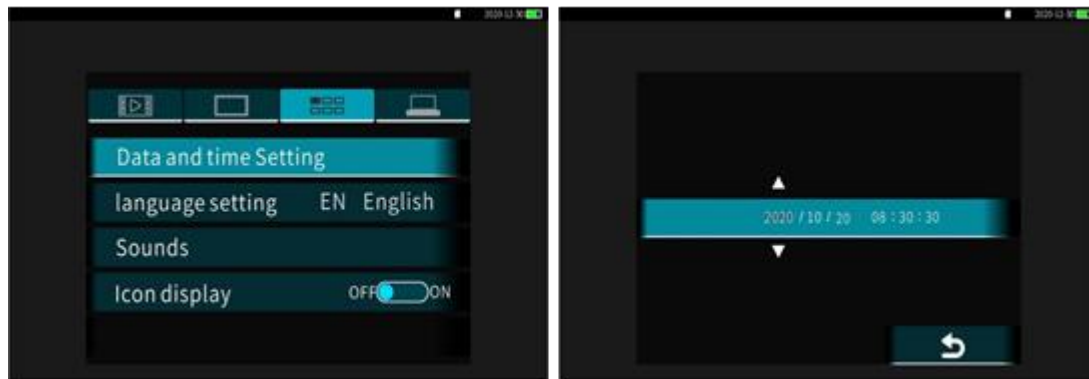 Data and time Setting
language setting EN English
Sounds
Icon display OFF ON
2020 / 10 / 20 08 : 30 : 30